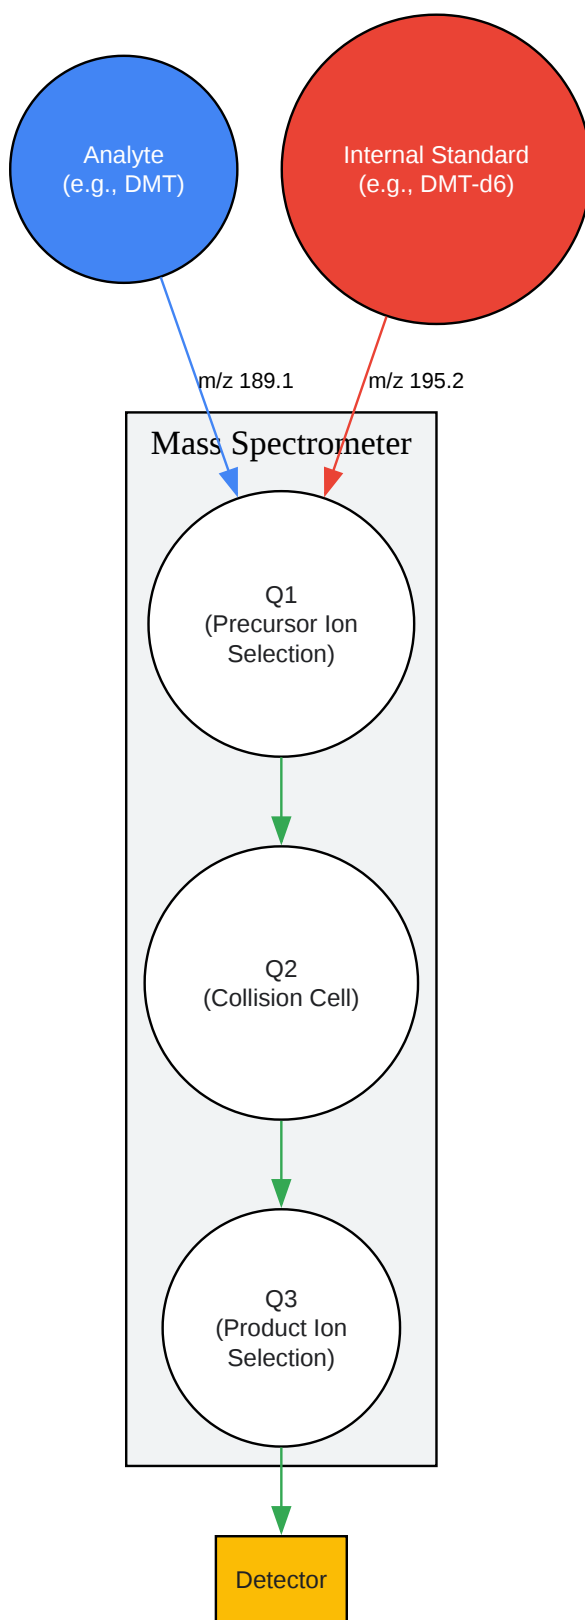 Analyte
(e.g., DMT)
Internal Standard
(e.g., DMT-d6)
m/z 189.1
m/z 195.2
Mass Spectrometer
Q1
(Precursor Ion
Selection)
Q2
(Collision Cell)
Q3
(Product Ion
Selection)
Detector